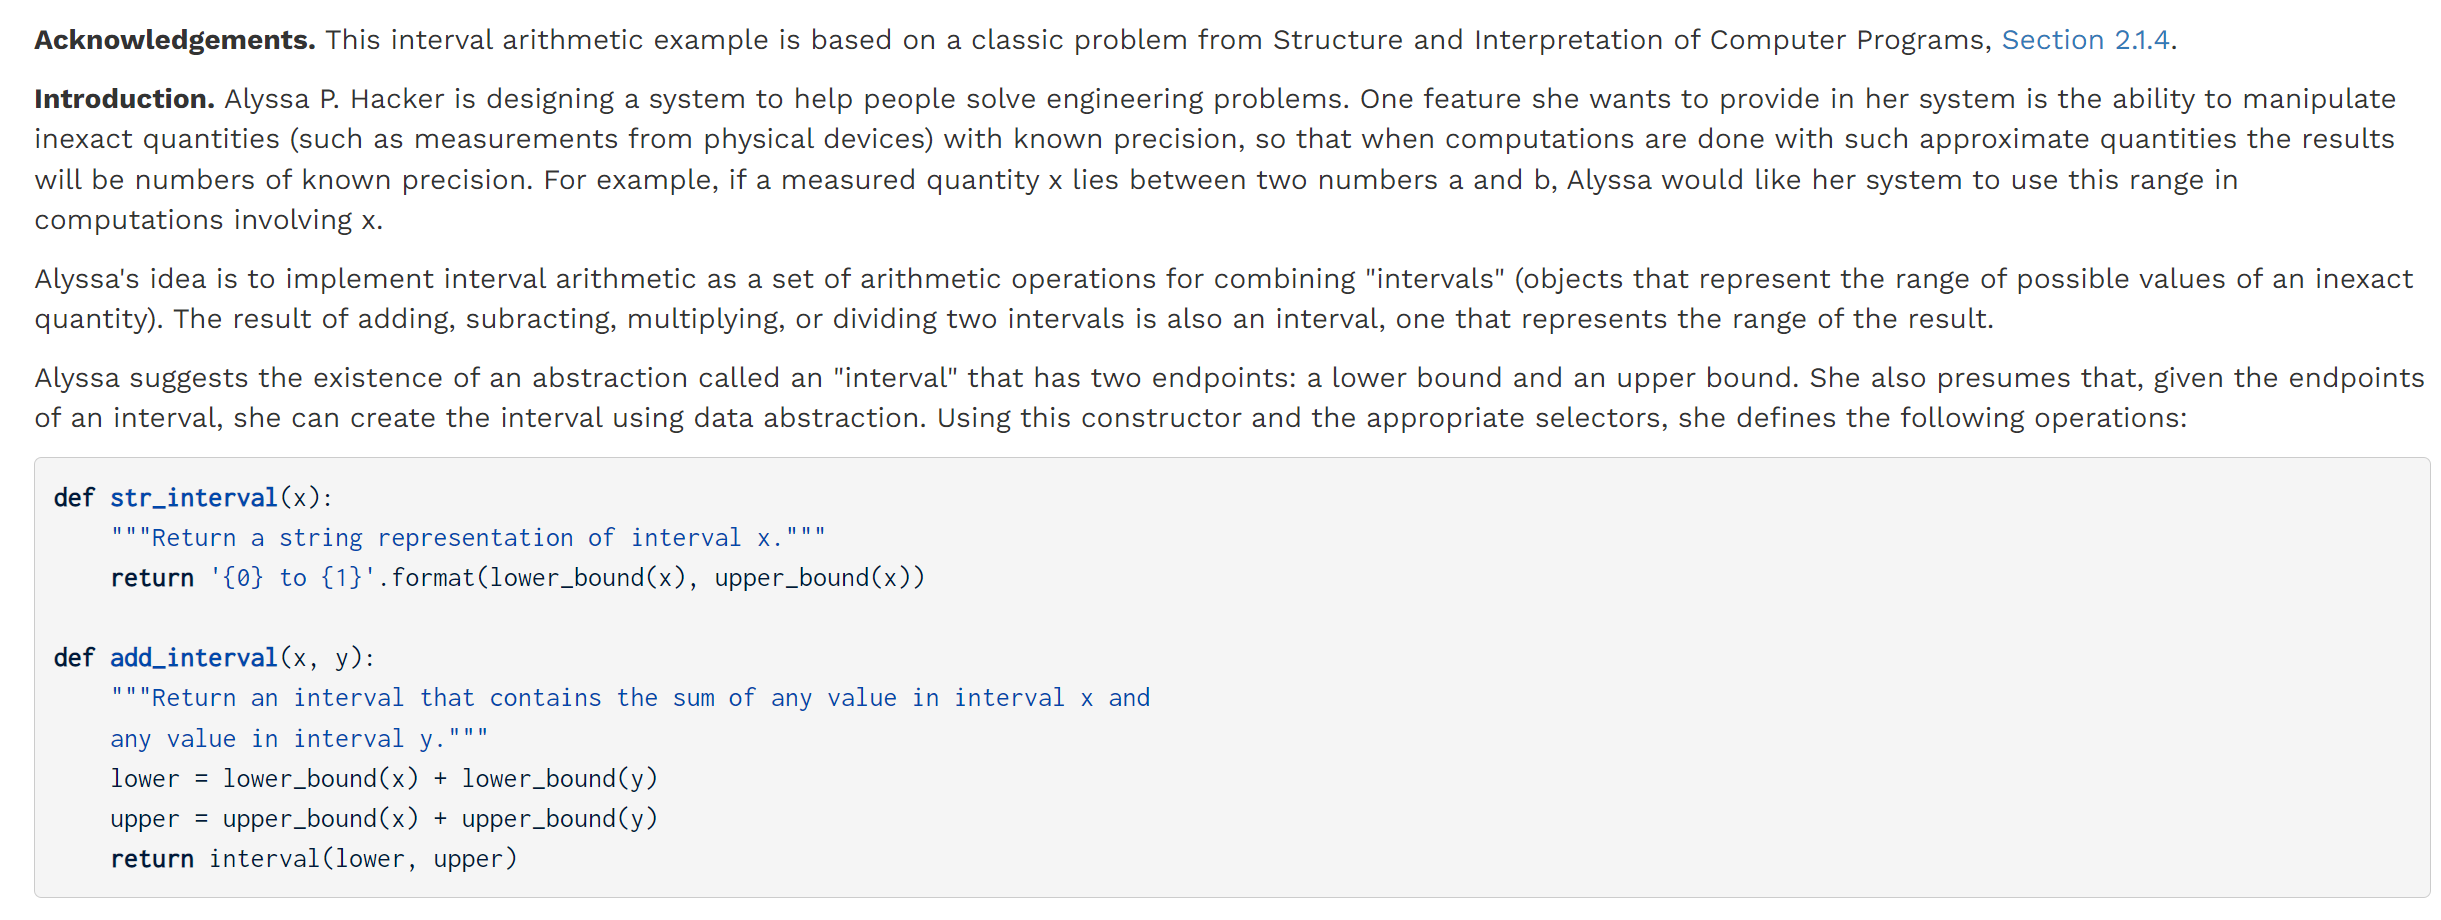 Acknowledgements. This interval arithmetic example is based on a classic problem from Structure and Interpretation of Computer Programs, Section 2.1.4.
Introduction. Alyssa P. Hacker is designing a system to help people solve engineering problems. One feature she wants to provide in her system is the ability to manipulate
inexact quantities (such as measurements from physical devices) with known precision, so that when computations are done with such approximate quantities the results
will be numbers of known precision. For example, if a measured quantity x lies between two numbers a and b, Alyssa would like her system to use this range in
computations involving x.
Alyssa's idea is to implement interval arithmetic as a set of arithmetic operations for combining "intervals" (objects that represent the range of possible values of an inexact
quantity). The result of adding, subracting, multiplying, or dividing two intervals is also an interval, one that represents the range of the result.
Alyssa suggests the existence of an abstraction called an "interval" that has two endpoints: a lower bound and an upper bound. She also presumes that, given the endpoints
of an interval, she can create the interval using data abstraction. Using this constructor and the appropriate selectors, she defines the following operations:
def str_interval(x):
    """Return a string representation of interval x."""
    return '{0} to {1}'.format(lower_bound(x), upper_bound(x))
def add_interval(x, y):
    """Return an interval that contains the sum of any value in interval x and
    any value in interval y."""
    lower = lower_bound(x) + lower_bound(y)
    upper = upper_bound(x) + upper_bound(y)
    return interval(lower, upper)